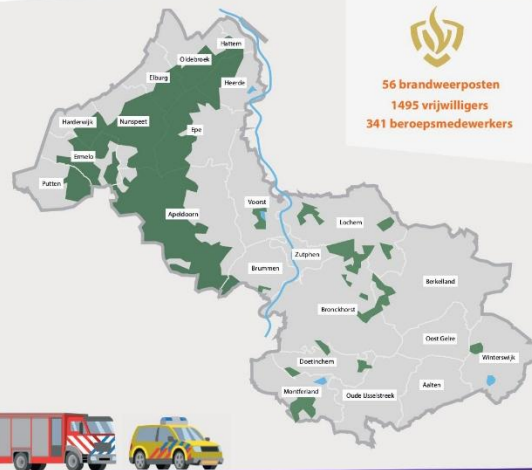 56 brandweerposten
1495 vrijwilligers
341 beroepsmedewerkers
Hattem
Oldebroek
Elburg
Heerde
Harderwijk
Nunspeet
Epe
Ermelo
Putten
Apeldoorn
Voorst
Lochem
Zutphen
Brummen
Berkelland
Bronckhorst
Oost Gelre
Winterswijk
Doetinchem
Aalten
Montferland
Oude IJsselstreek